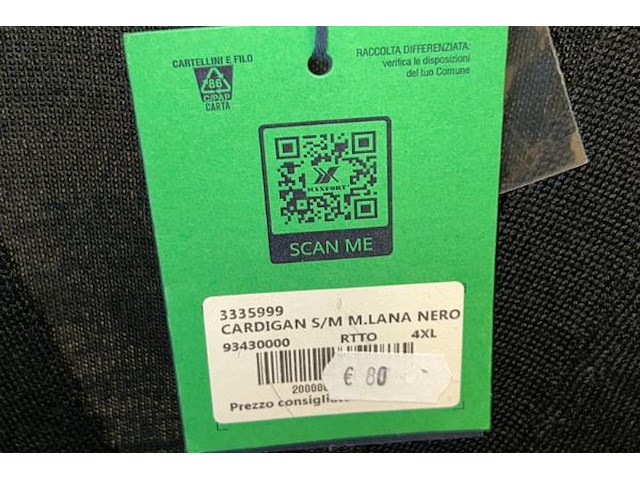 CARTELLINI E FILO
86
C/PAP
CARTA
RACCOLTA DIFFERENZIATA:
verifica le disposizioni
del tuo Comune
MAXFORT
SCAN ME
3335999
CARDIGAN S/M M.LANA NERO
93430000 RTTO 4XL
€ 80
Prezzo